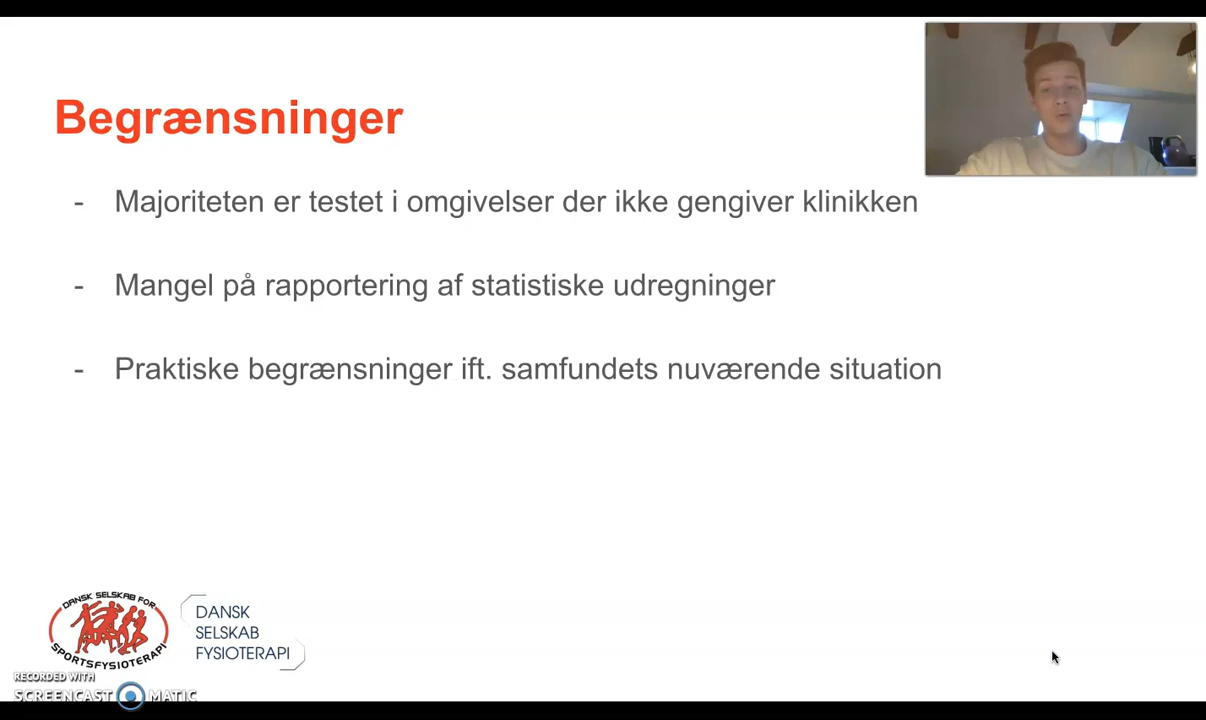 Begrænsninger
- Majoriteten er testet i omgivelser der ikke gengiver klinikken
- Mangel på rapportering af statistiske udregninger
- Praktiske begrænsninger ift. samfundets nuværende situation
DANSK SELSKAB FOR
SPORTSFYSIOTERAPI
DANSK
SELSKAB
FYSIOTERAPI
RECORDED WITH
SCREENCAST MATIC